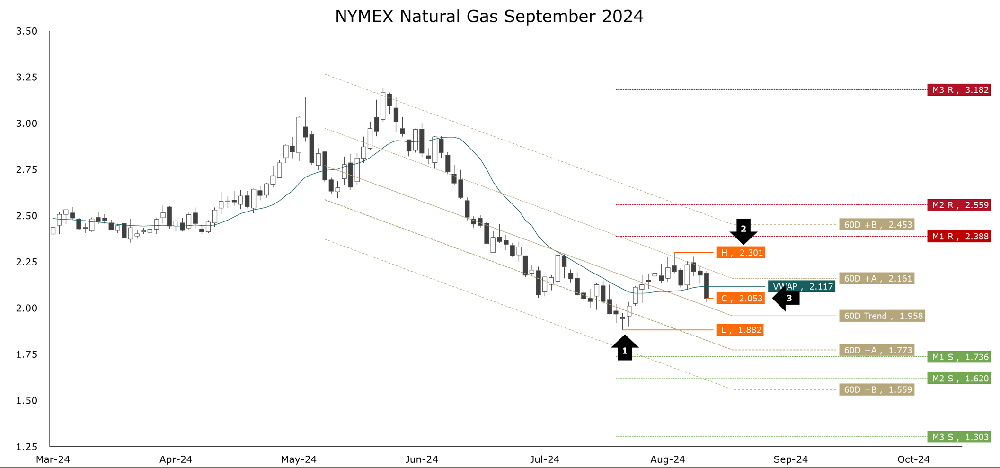 NYMEX Natural Gas September 2024
3.50
3.25
3.00
2.75
2.50
2.25
2.00
1.75
1.50
1.25
Mar-24 Apr-24 May-24 Jun-24 Jul-24 Aug-24 Sep-24 Oct-24
M3 R , 3.182
M2 R , 2.559
60D +B , 2.453
2
M1 R , 2.388
H , 2.301
60D +A , 2.161
VWAP , 2.117
C , 2.053
3
60D Trend , 1.958
L , 1.882
1
60D −A , 1.773
M1 S , 1.736
M2 S , 1.620
60D −B , 1.559
M3 S , 1.303